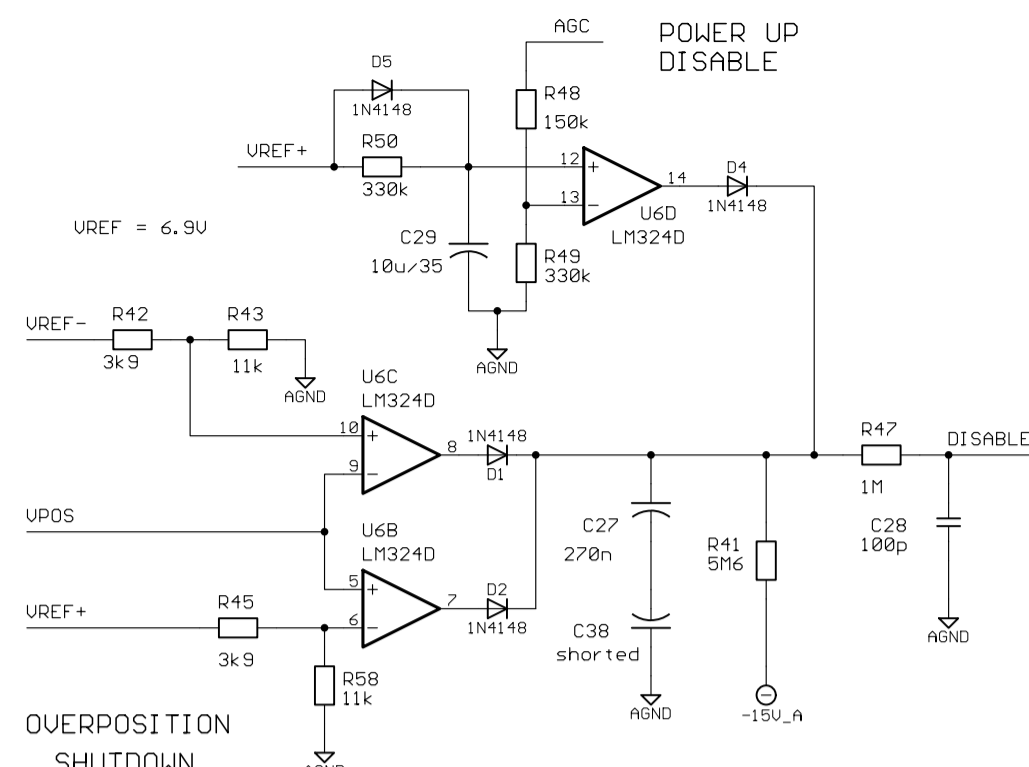 AGC
POWER UP
DISABLE
D5
1N4148
R48
150k
VREF+
R50
330k
12
+
13
−
14
U6D
LM324D
D4
1N4148
VREF = 6.9V
C29
10u/35
R49
330k
AGND
VREF-
R42
3k9
R43
11k
AGND
U6C
LM324D
10
+
9
−
8
1N4148
D1
R47
1M
DISABLE
VPOS
U6B
LM324D
5
+
6
−
7
D2
1N4148
C27
270n
R41
5M6
C28
100p
AGND
VREF+
R45
3k9
R58
11k
C38
shorted
AGND
-15V_A
OVERPOSITION
SHUTDOWN
AGND